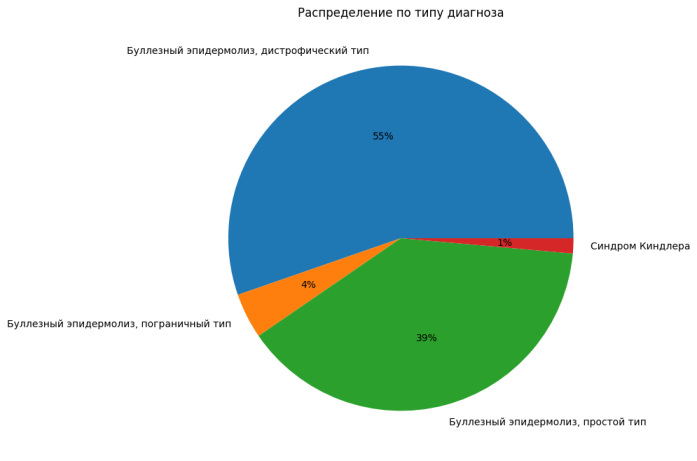 Распределение по типу диагноза
Буллезный эпидермолиз, дистрофический тип
55%
Синдром Киндлера
1%
4%
Буллезный эпидермолиз, пограничный тип
39%
Буллезный эпидермолиз, простой тип